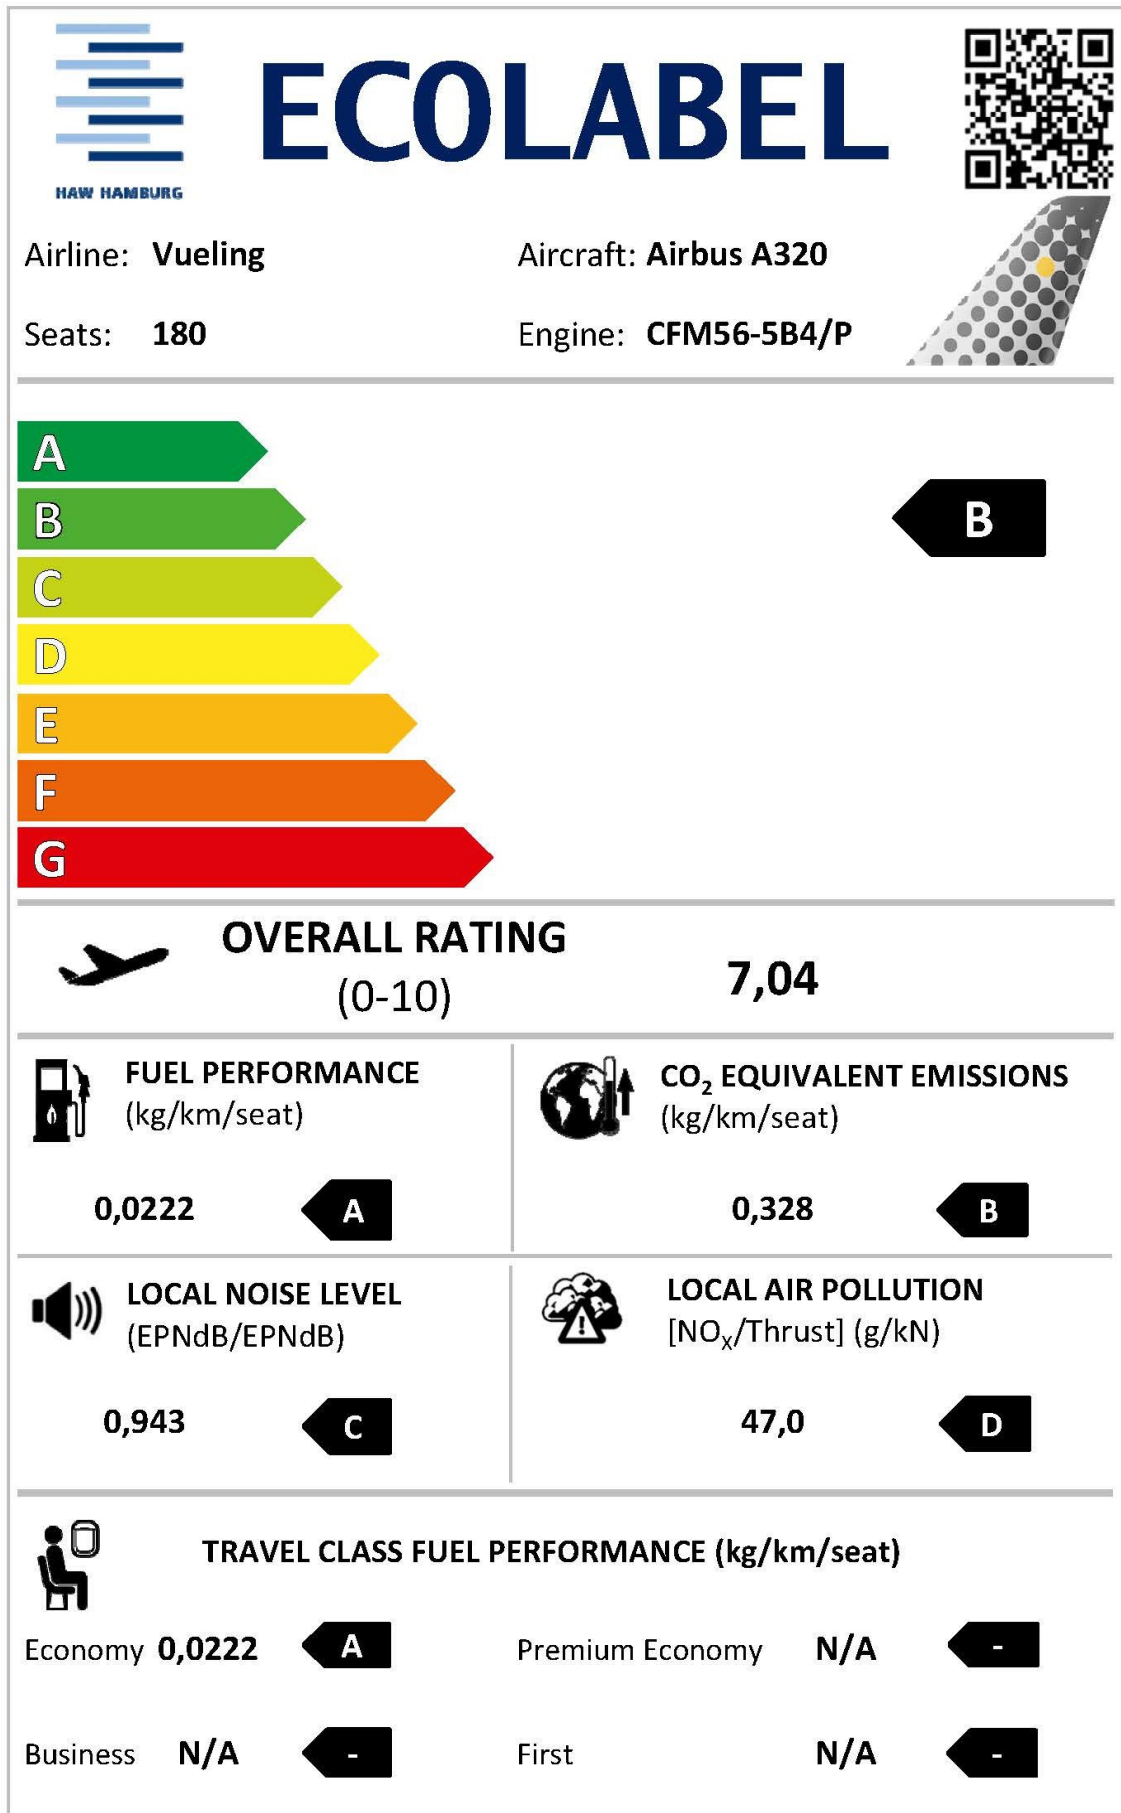 HAW HAMBURG
ECOLABEL
Airline: Vueling
Aircraft: Airbus A320
Seats: 180
Engine: CFM56-5B4/P
A
B
B
C
D
E
F
G
OVERALL RATING
(0-10)
7,04
FUEL PERFORMANCE
(kg/km/seat)
0,0222 A
CO₂ EQUIVALENT EMISSIONS
(kg/km/seat)
0,328 B
LOCAL NOISE LEVEL
(EPNdB/EPNdB)
0,943 C
LOCAL AIR POLLUTION
[NOₓ/Thrust] (g/kN)
47,0 D
TRAVEL CLASS FUEL PERFORMANCE (kg/km/seat)
Economy 0,0222 A
Premium Economy N/A -
Business N/A -
First N/A -